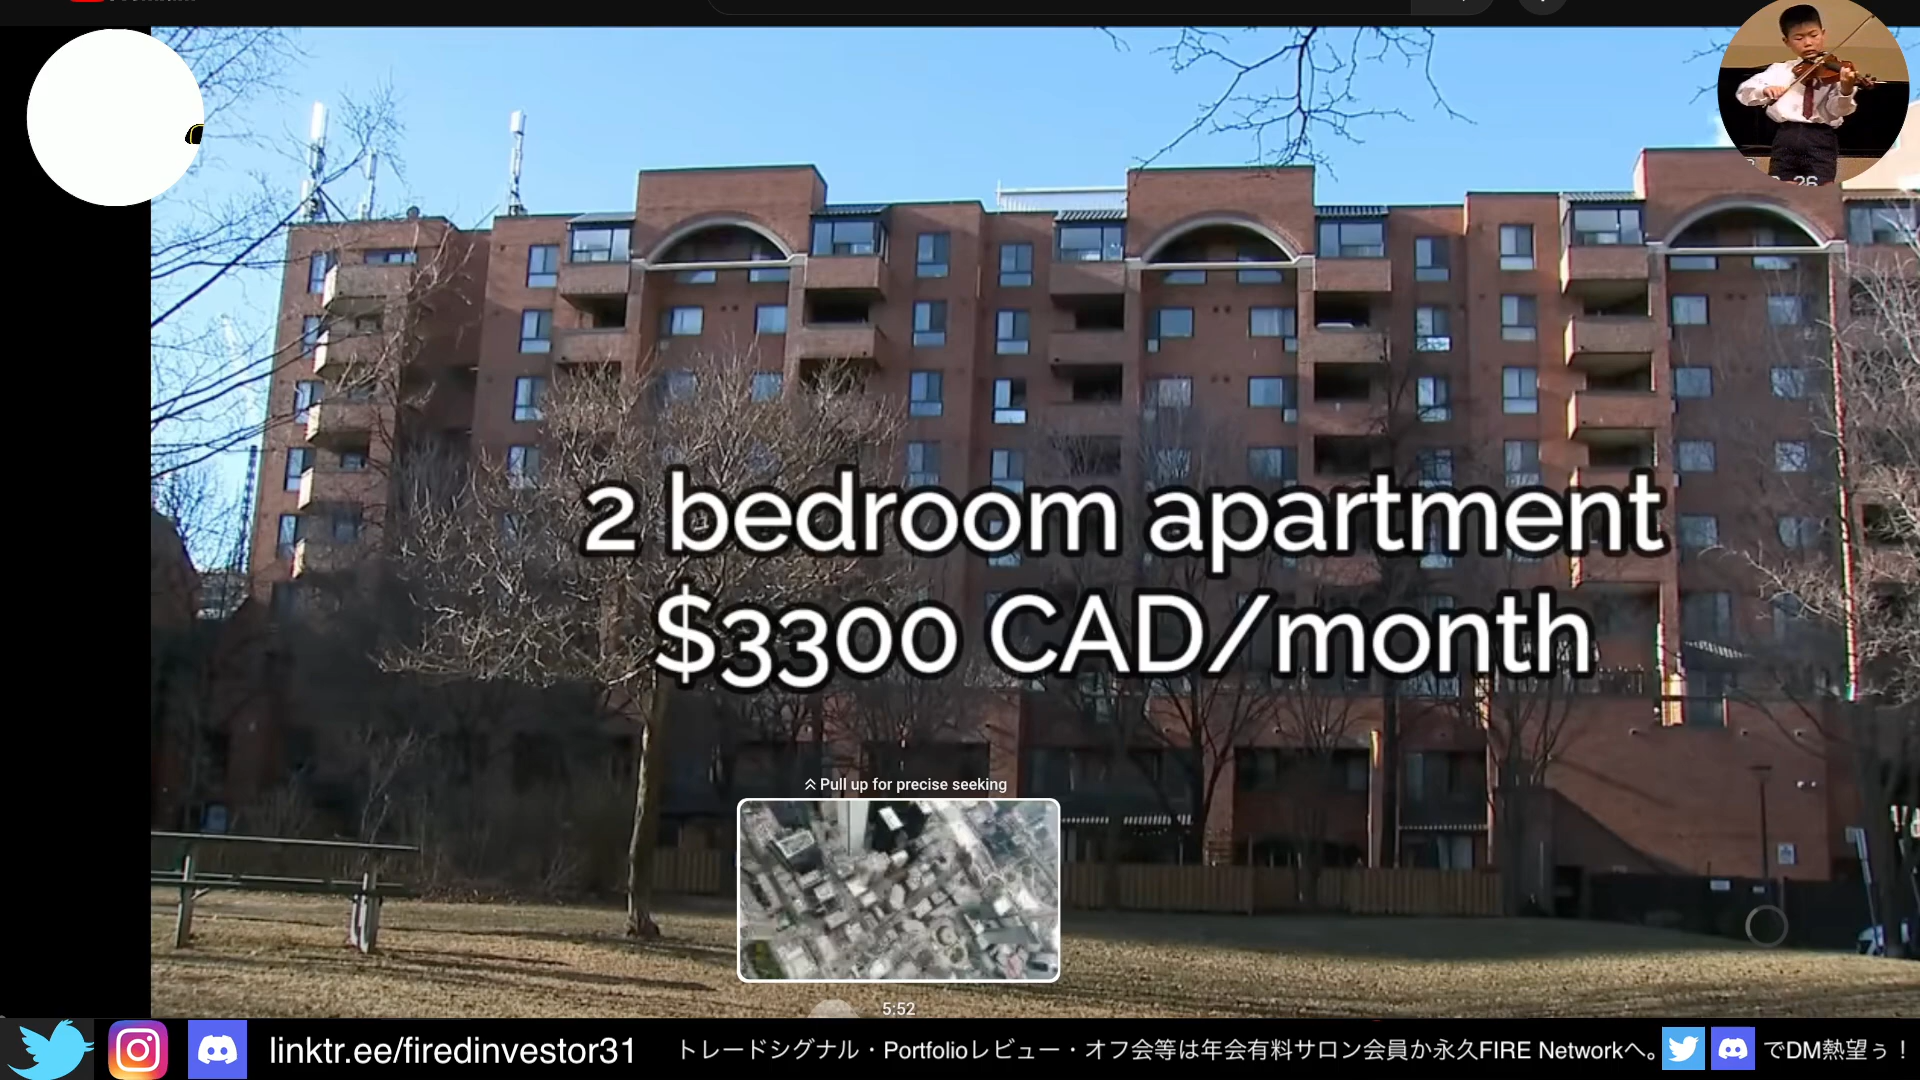 2 bedroom apartment
$3300 CAD/month
Pull up for precise seeking
5:52
linktr.ee/firedinvestor31
トレードシグナル・Portfolioレビュー・オフ会等は年会有料サロン会員か永久FIRE Networkへ。
でDM熱望ぅ！